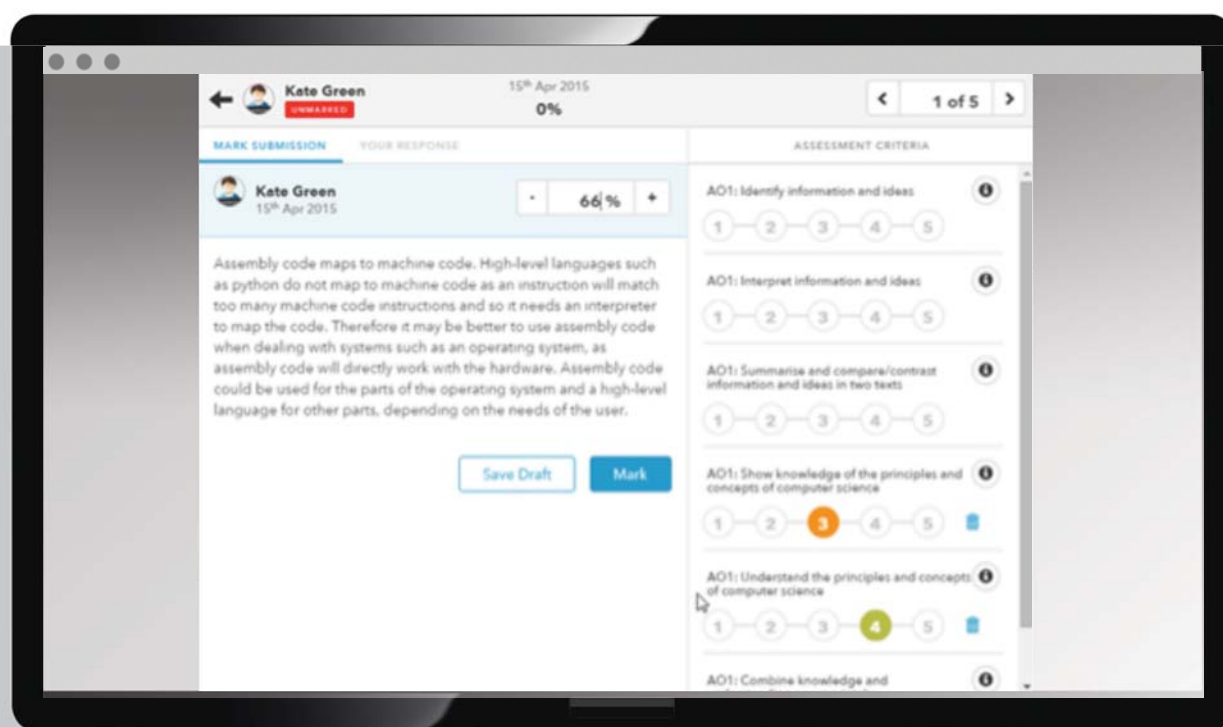 Kate Green
UNMARKED
15th Apr 2015
0%
1 of 5
MARK SUBMISSION
YOUR RESPONSE
ASSESSMENT CRITERIA
Kate Green
15th Apr 2015
- 66 % +
Assembly code maps to machine code. High-level languages such
as python do not map to machine code as an instruction will match
too many machine code instructions and so it needs an interpreter
to map the code. Therefore it may be better to use assembly code
when dealing with systems such as an operating system, as
assembly code will directly work with the hardware. Assembly code
could be used for the parts of the operating system and a high-level
language for other parts, depending on the needs of the user.
Save Draft
Mark
AO1: Identify information and ideas
1 2 3 4 5
AO1: Interpret information and ideas
1 2 3 4 5
AO1: Summarise and compare/contrast
information and ideas in two texts
1 2 3 4 5
AO1: Show knowledge of the principles and
concepts of computer science
1 2 3 4 5
AO1: Understand the principles and concepts
of computer science
1 2 3 4 5
AO1: Combine knowledge and